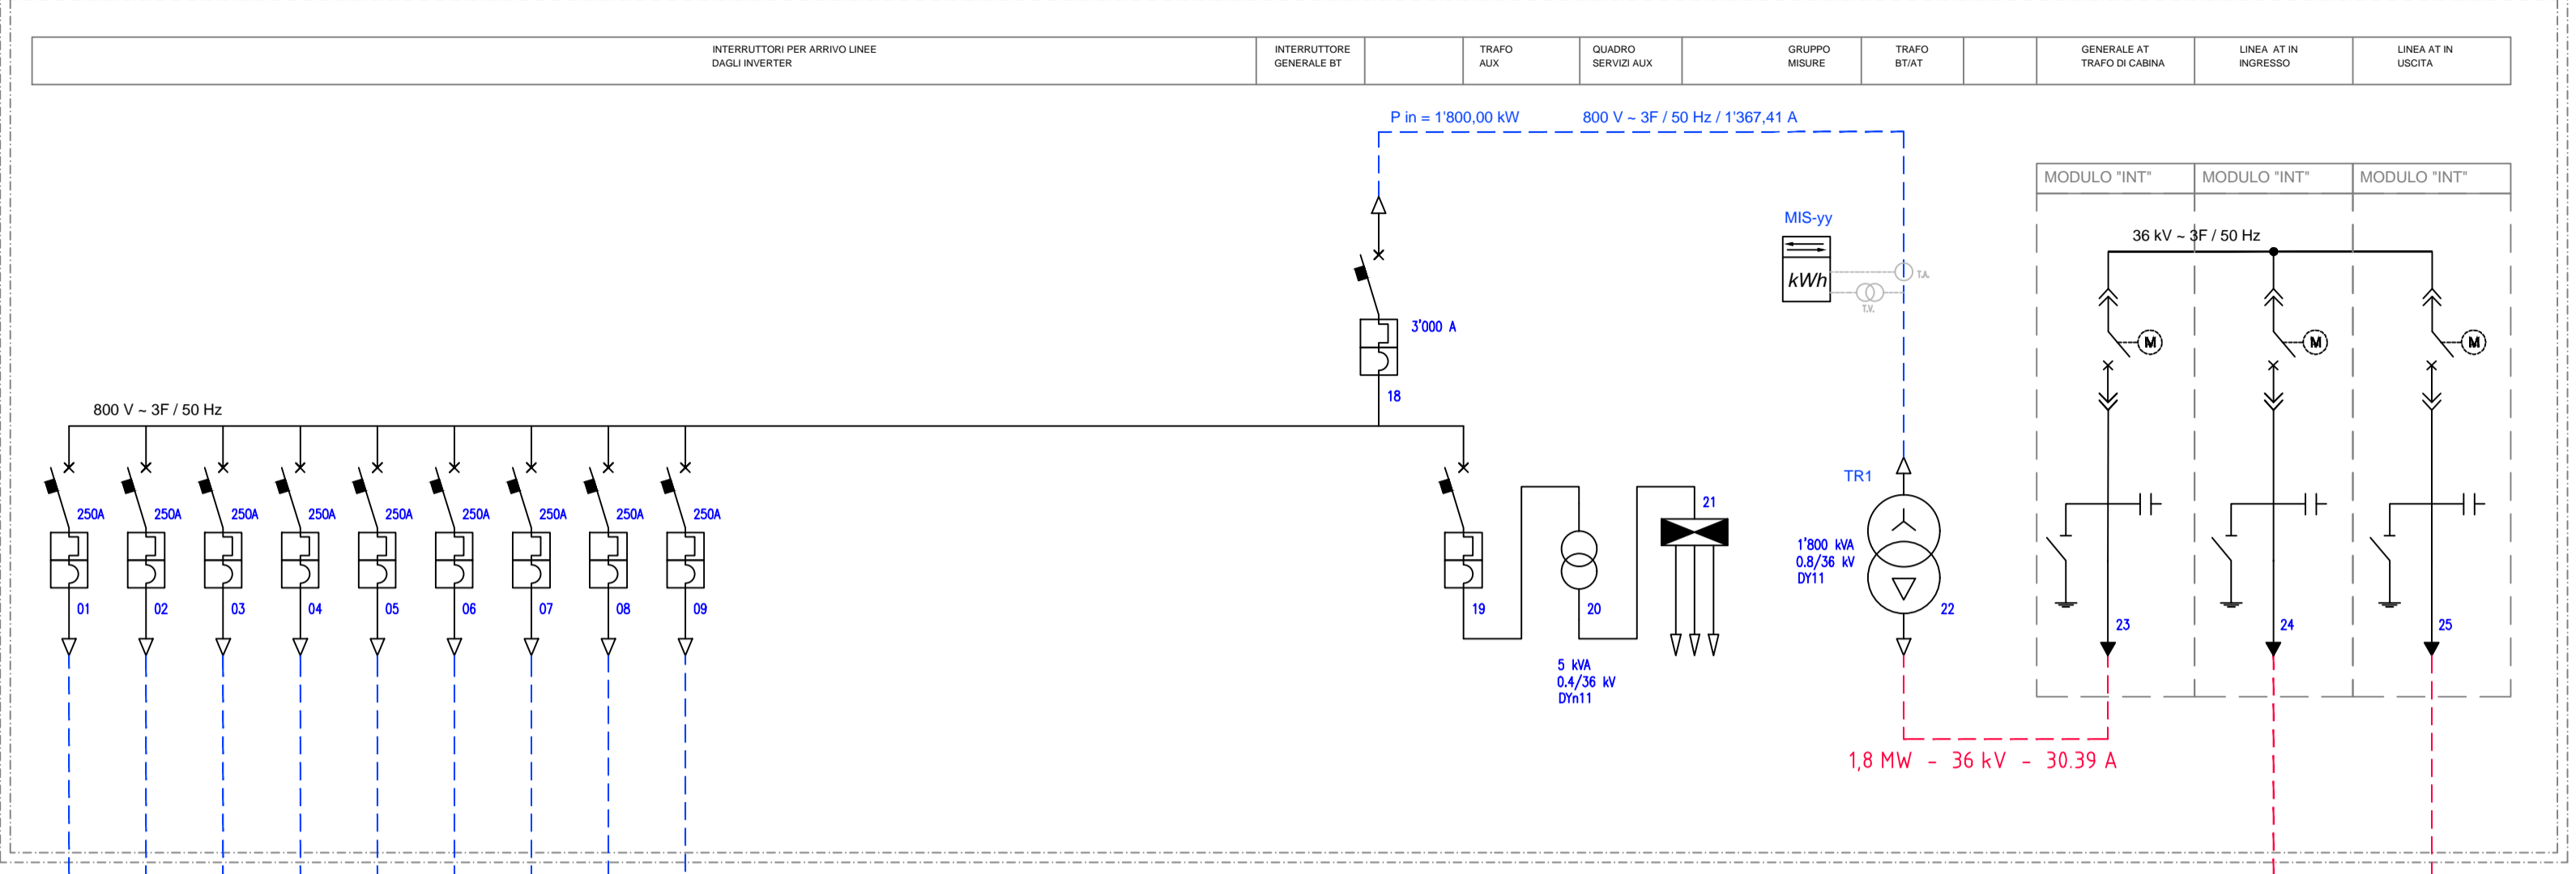 INTERRUTTORI PER ARRIVO LINEE
DAGLI INVERTER
INTERRUTTORE
GENERALE BT
TRAFO
AUX
QUADRO
SERVIZI AUX
GRUPPO
MISURE
TRAFO
BT/AT
GENERALE AT
TRAFO DI CABINA
LINEA AT IN
INGRESSO
LINEA AT IN
USCITA
P in = 1'800,00 kW
800 V ~ 3F / 50 Hz / 1'367,41 A
MODULO "INT"
MODULO "INT"
MODULO "INT"
MIS-yy
kWh
T.A.
T.V.
36 kV ~ 3F / 50 Hz
M
M
M
3'000 A
18
800 V ~ 3F / 50 Hz
250A
250A
250A
250A
250A
250A
250A
250A
250A
01
02
03
04
05
06
07
08
09
19
20
5 kVA
0.4/36 kV
DYn11
21
TR1
1'800 kVA
0.8/36 kV
DY11
22
23
24
25
1,8 MW - 36 kV - 30.39 A